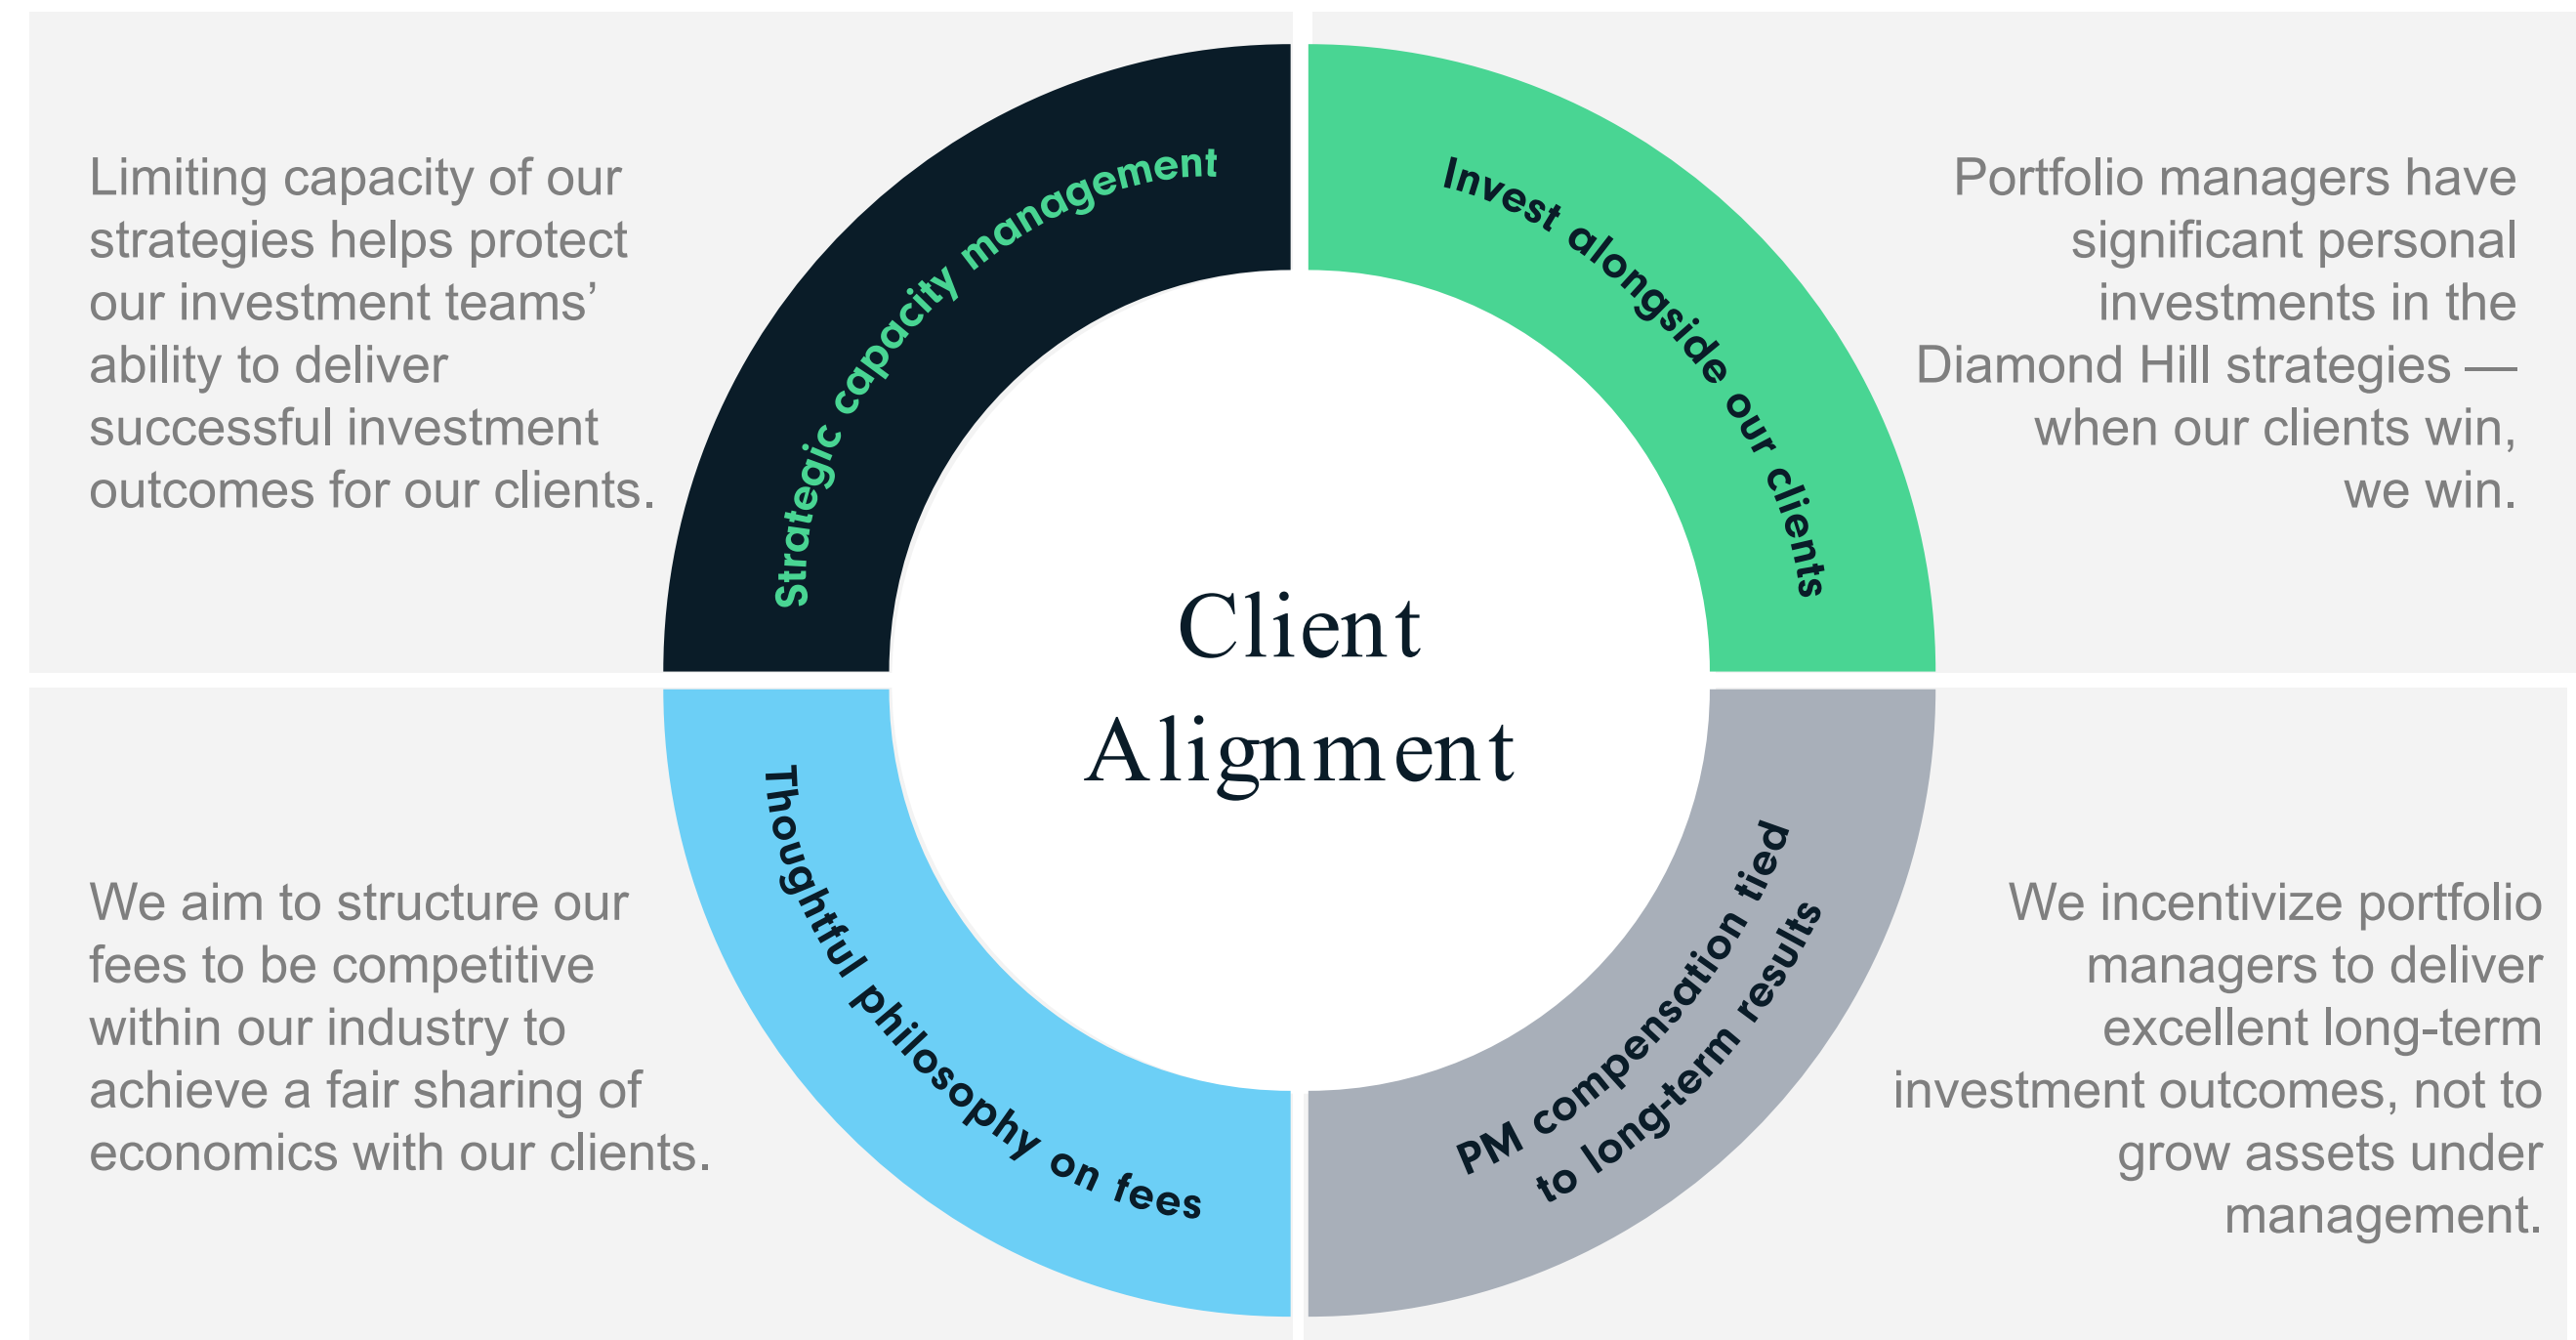 Limiting capacity of our
strategies helps protect
our investment teams’
ability to deliver
successful investment
outcomes for our clients.
Strategic capacity management
Invest alongside our clients
Portfolio managers have
significant personal
investments in the
Diamond Hill strategies —
when our clients win,
we win.
Client
Alignment
We aim to structure our
fees to be competitive
within our industry to
achieve a fair sharing of
economics with our clients.
Thoughtful philosophy on fees
PM compensation tied
to long-term results
We incentivize portfolio
managers to deliver
excellent long-term
investment outcomes, not to
grow assets under
management.